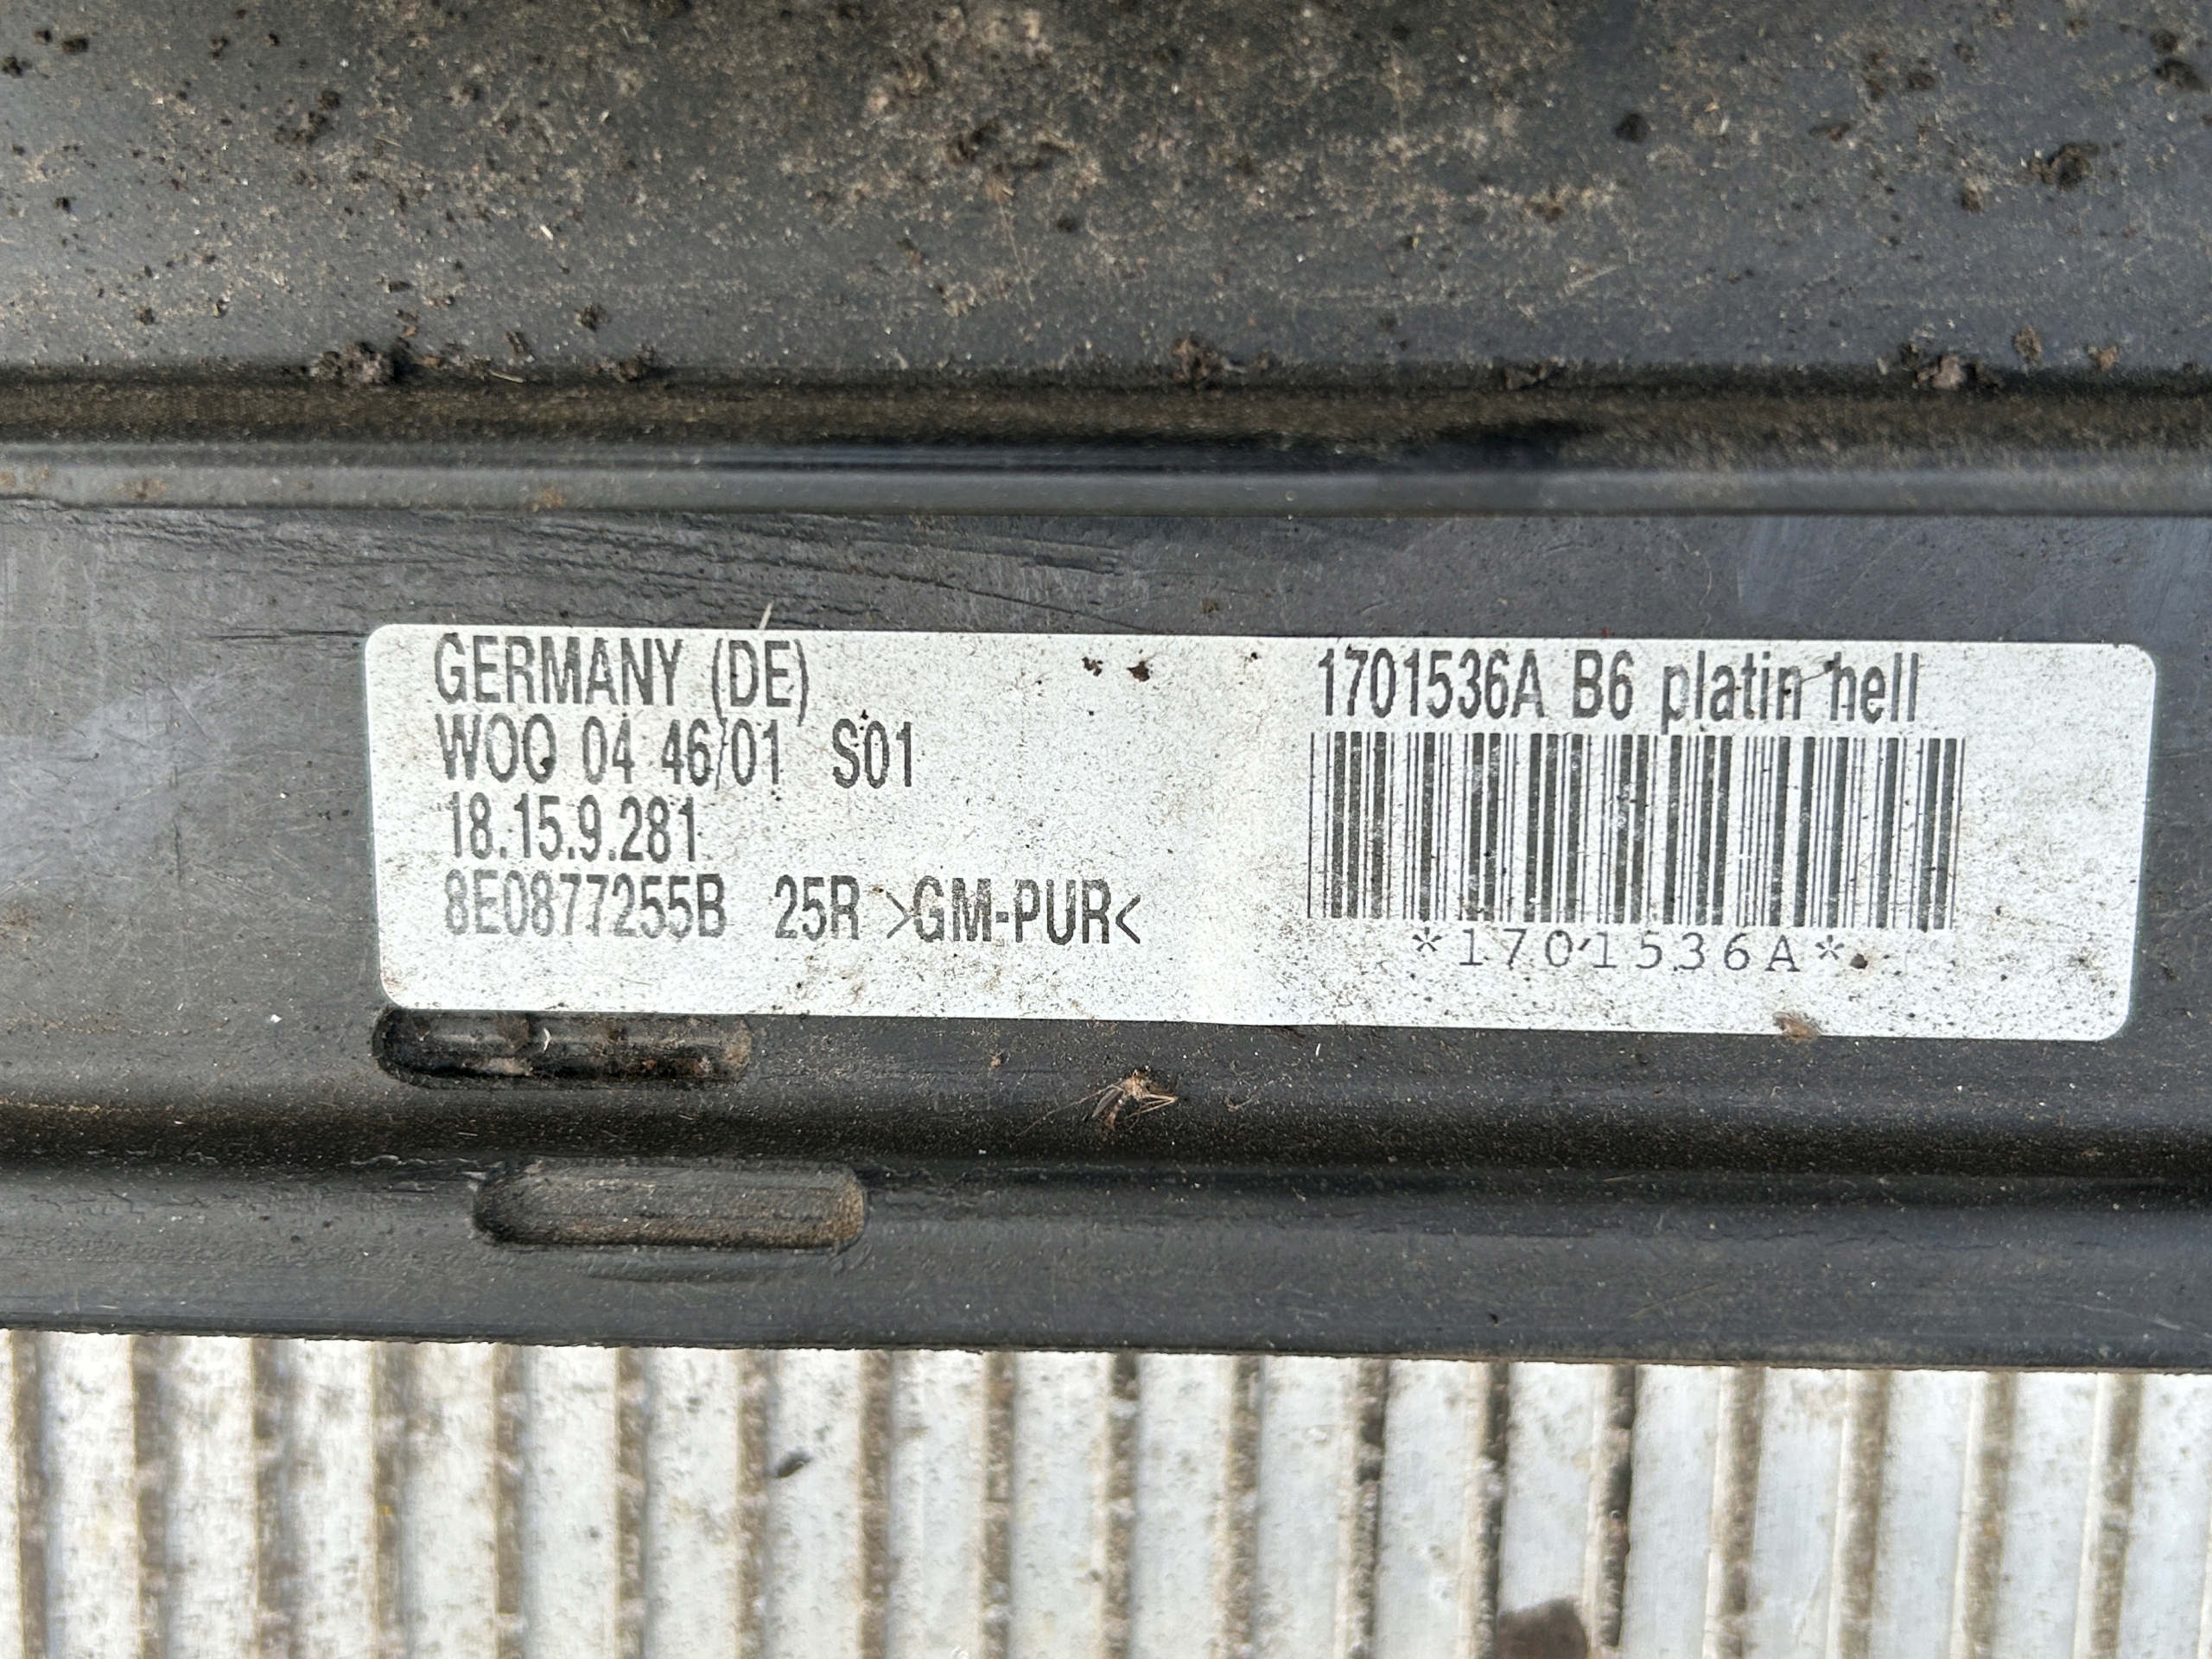 GERMANY (DE)
WOQ 04 46/01 S01
18.15.9.281
8E0877255B 25R >GM-PUR<
1701536A B6 platin hell
*1701536A*